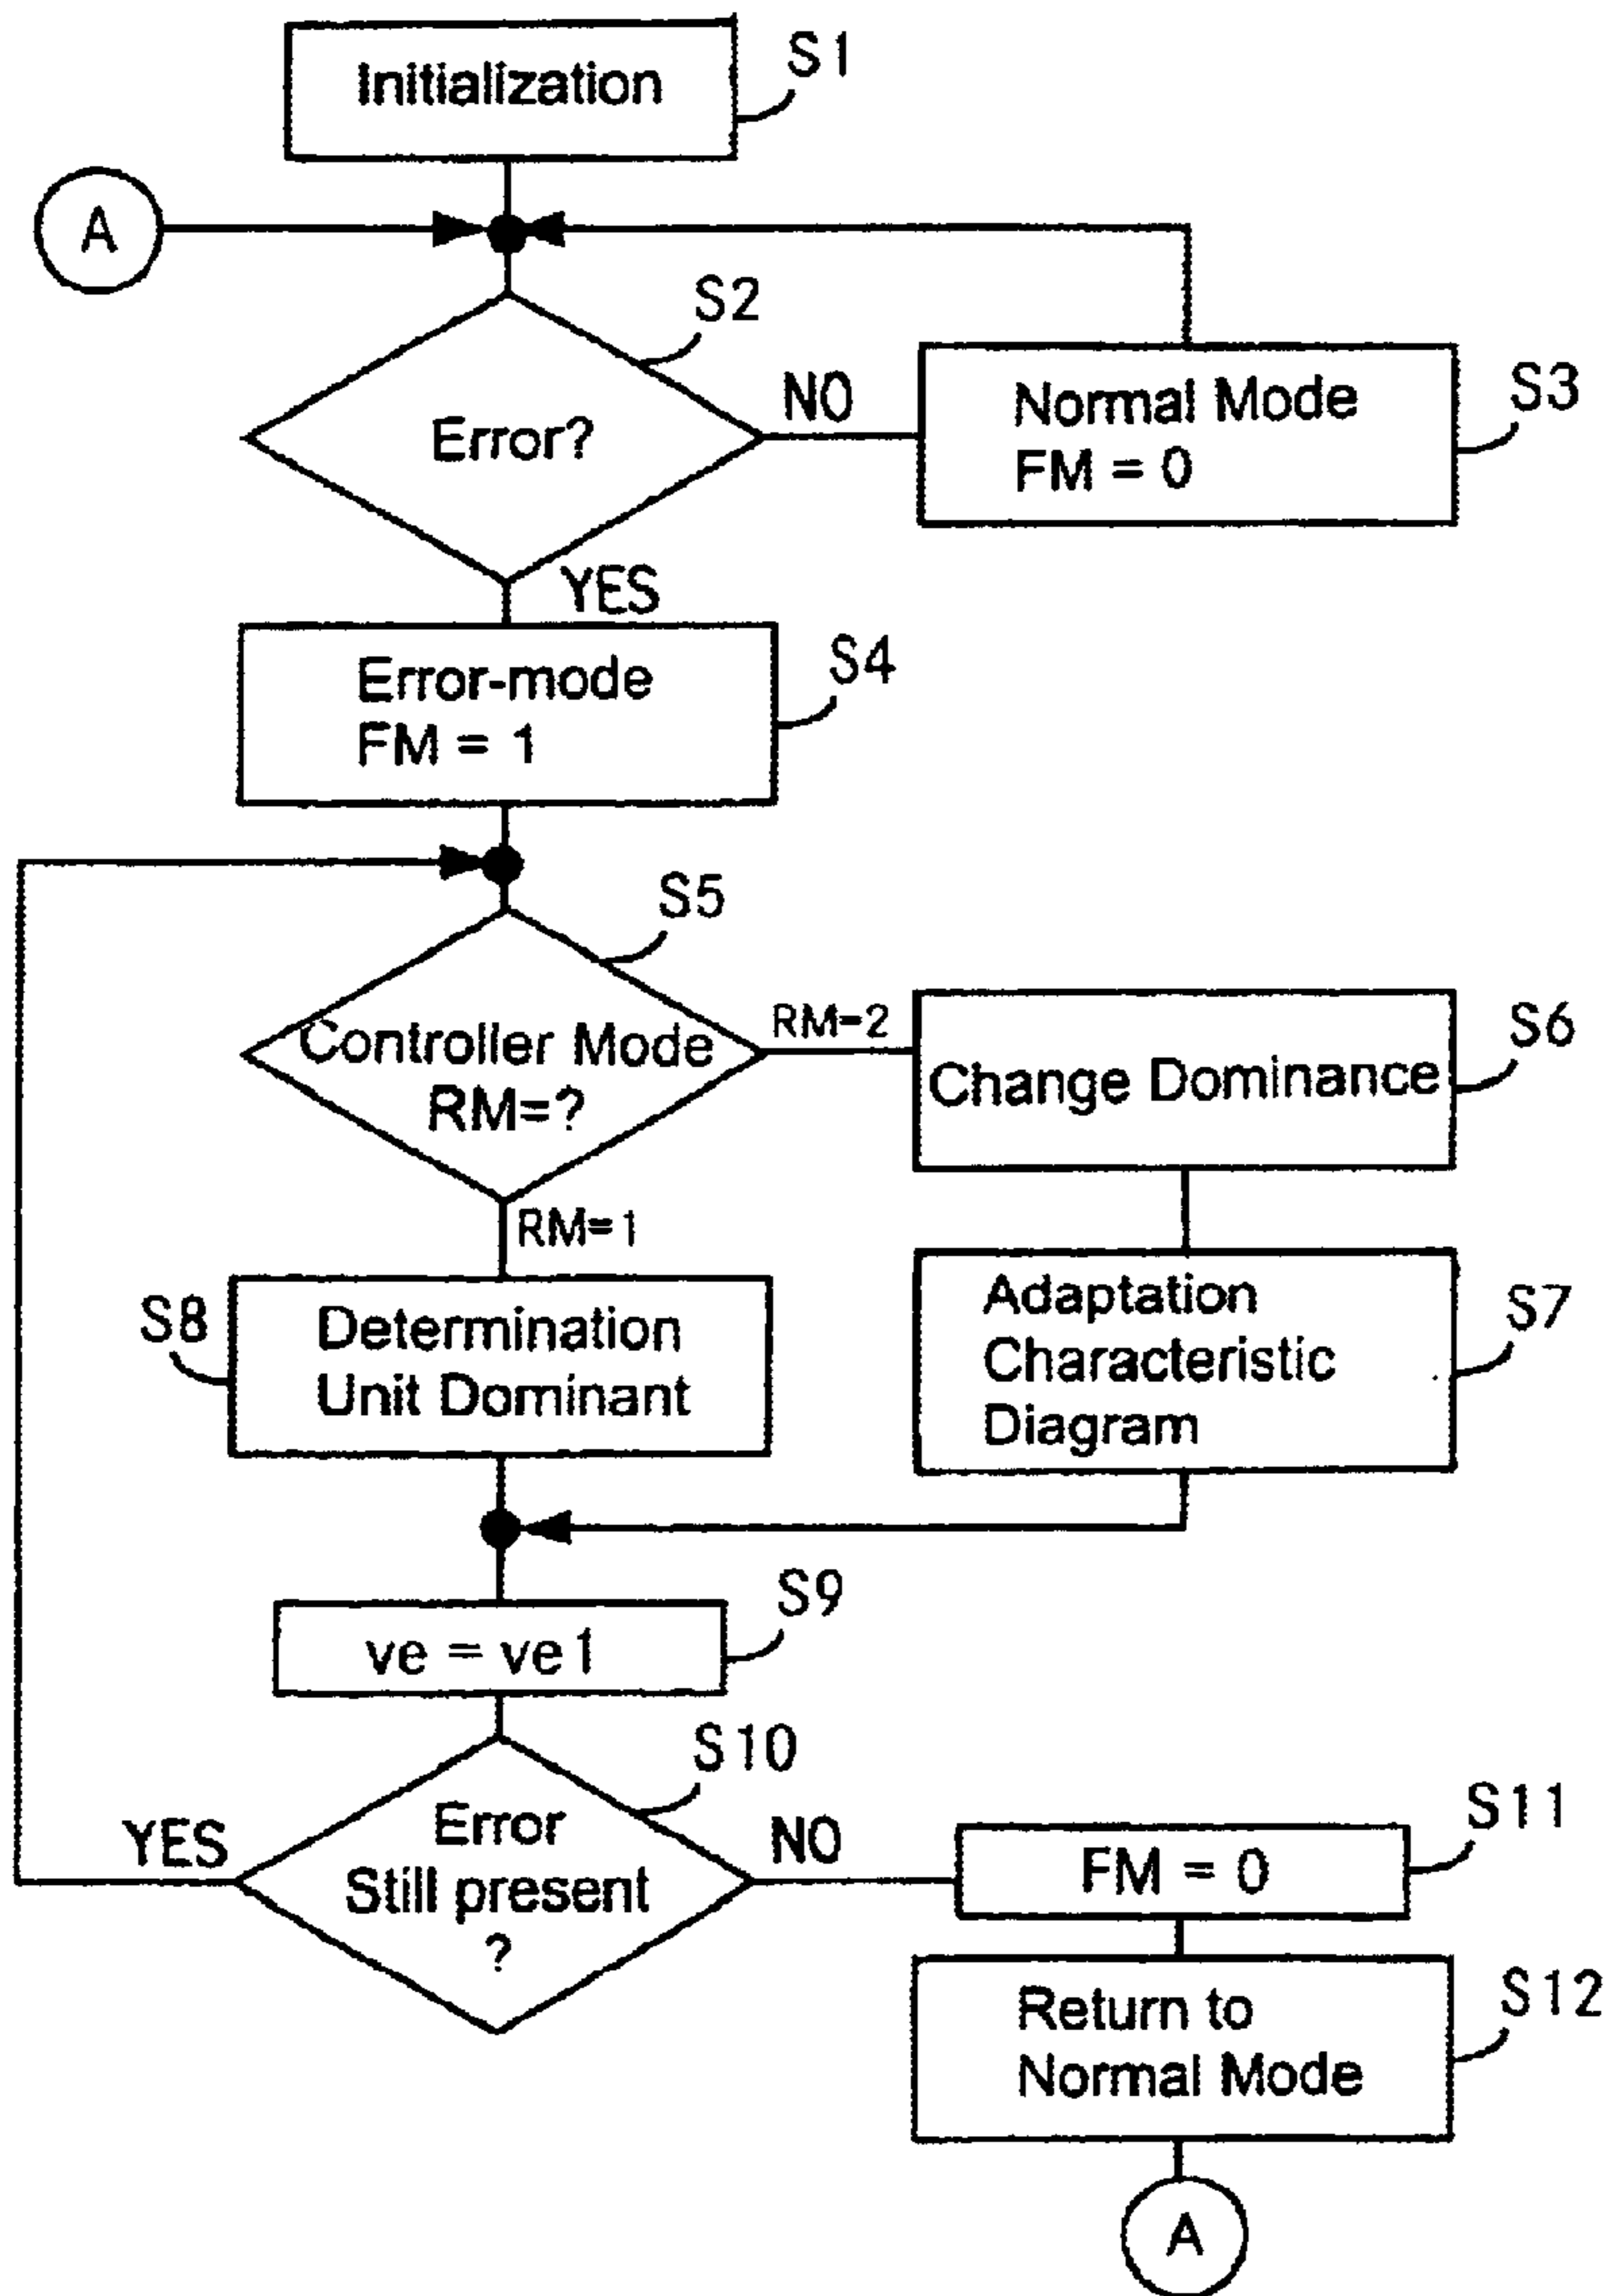 Initialization
S1
A
S2
Error?
NO
Normal Mode
FM = 0
S3
YES
Error-mode
FM = 1
S4
S5
Controller Mode
RM=?
RM=2
Change Dominance
S6
RM=1
S8
Determination
Unit Dominant
Adaptation
Characteristic
Diagram
S7
ve = ve1
S9
S10
Error
Still present
?
YES
NO
FM = 0
S11
Return to
Normal Mode
S12
A